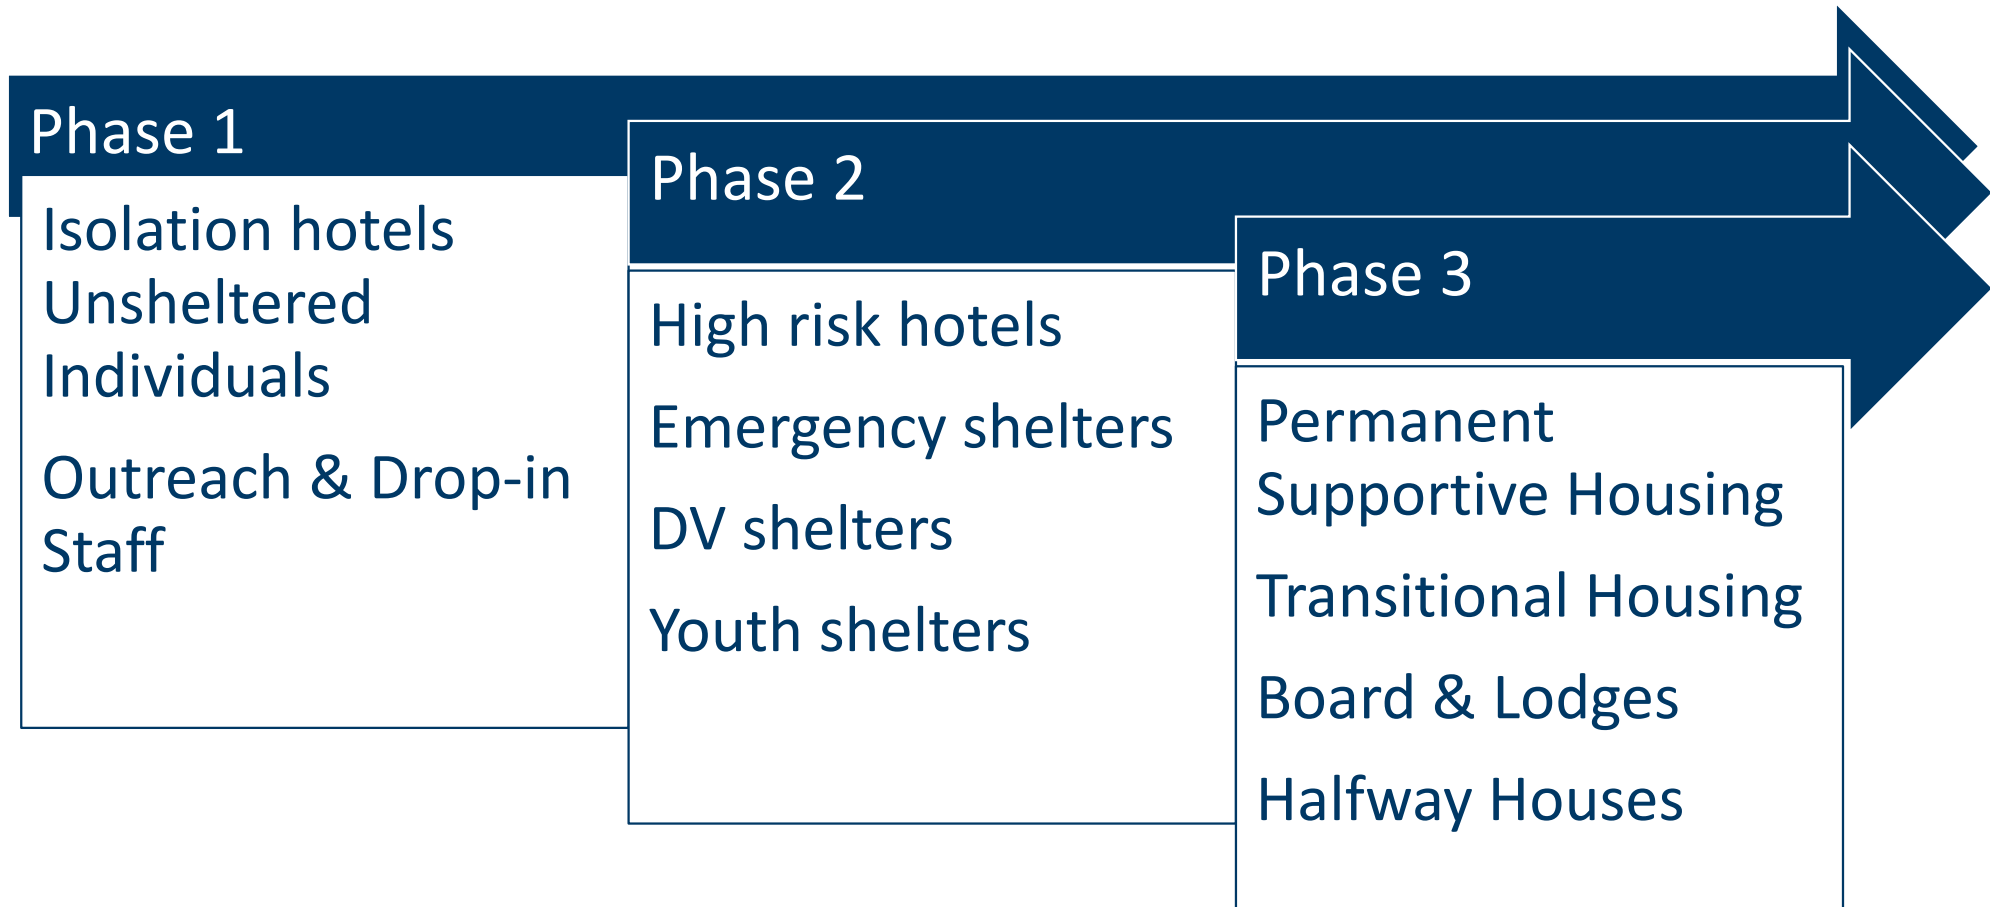 Phase 1
Isolation hotels
Unsheltered
Individuals
Outreach & Drop-in
Staff
Phase 2
High risk hotels
Emergency shelters
DV shelters
Youth shelters
Phase 3
Permanent
Supportive Housing
Transitional Housing
Board & Lodges
Halfway Houses